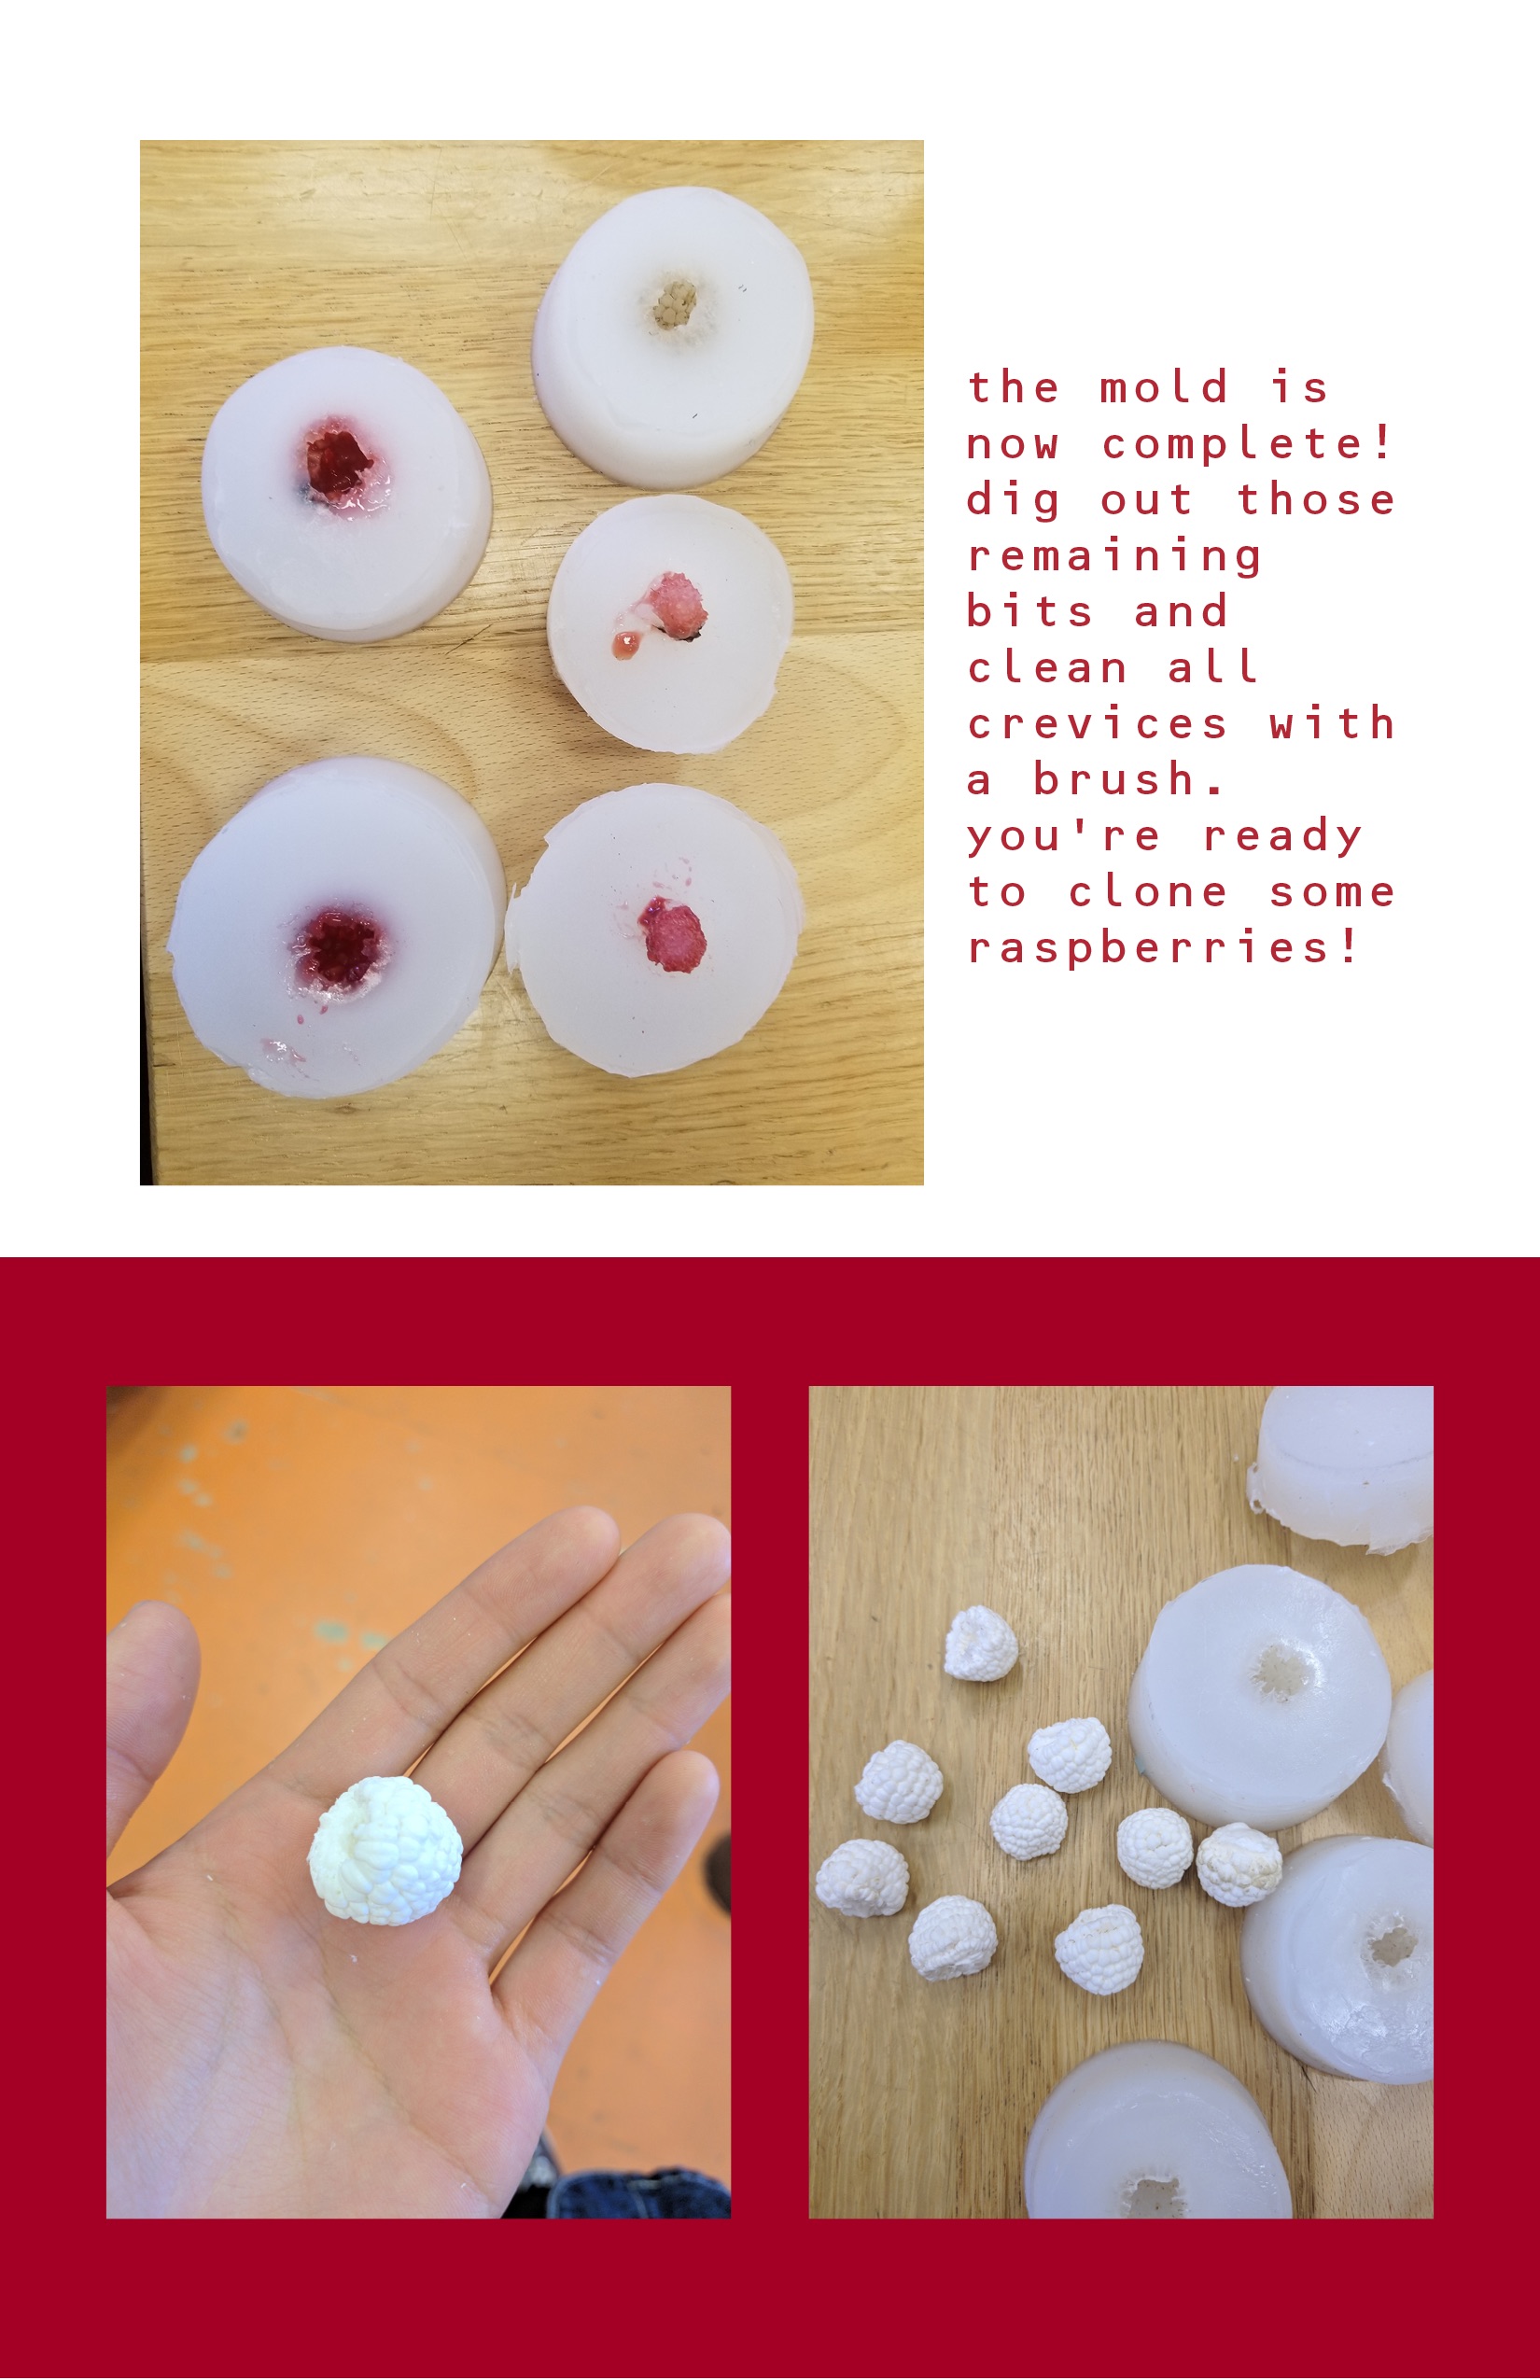 the mold is
now complete!
dig out those
remaining
bits and
clean all
crevices with
a brush.
you're ready
to clone some
raspberries!